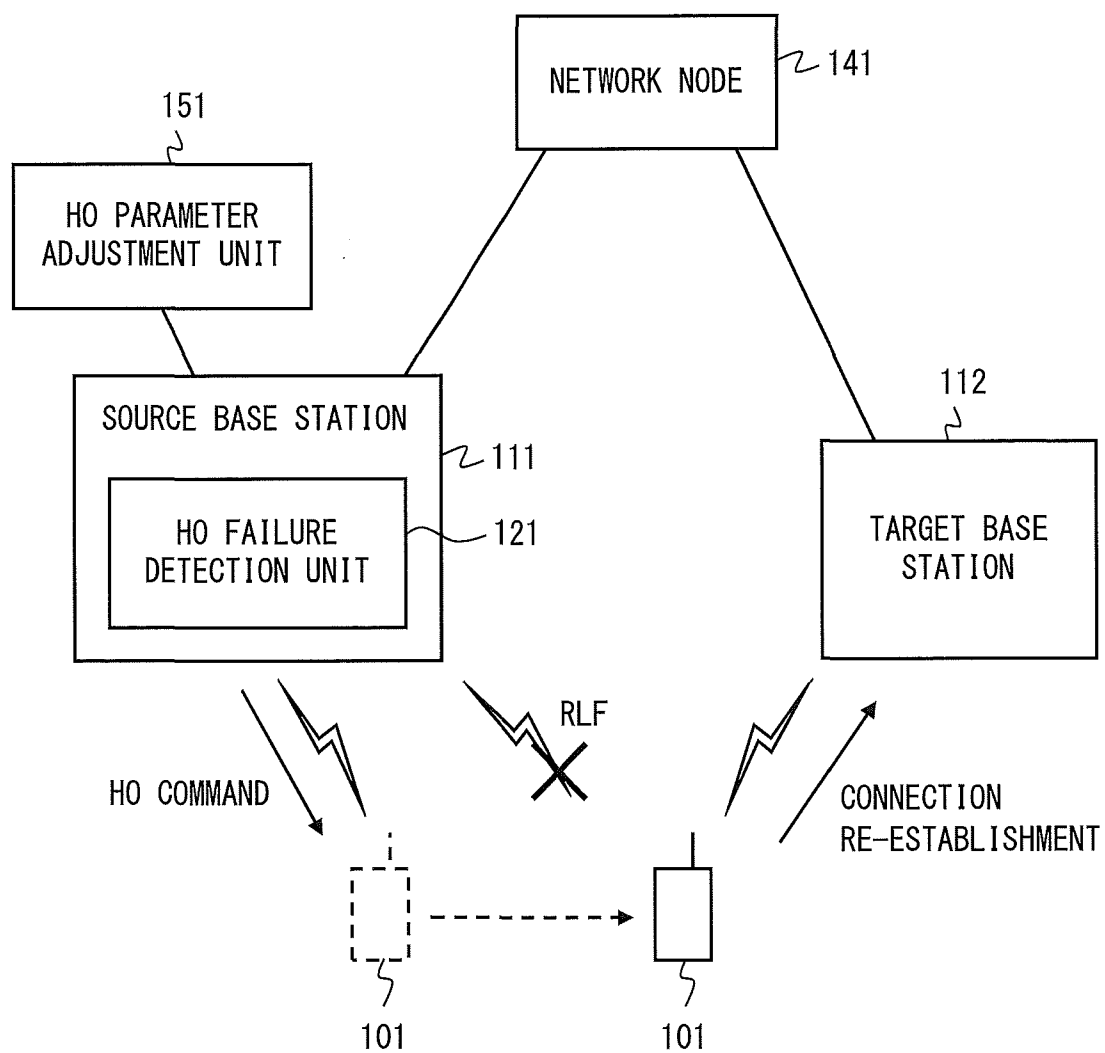 NETWORK NODE
141
151
HO PARAMETER
ADJUSTMENT UNIT
112
SOURCE BASE STATION
111
HO FAILURE
DETECTION UNIT
121
TARGET BASE
STATION
RLF
HO COMMAND
CONNECTION
RE-ESTABLISHMENT
101
101